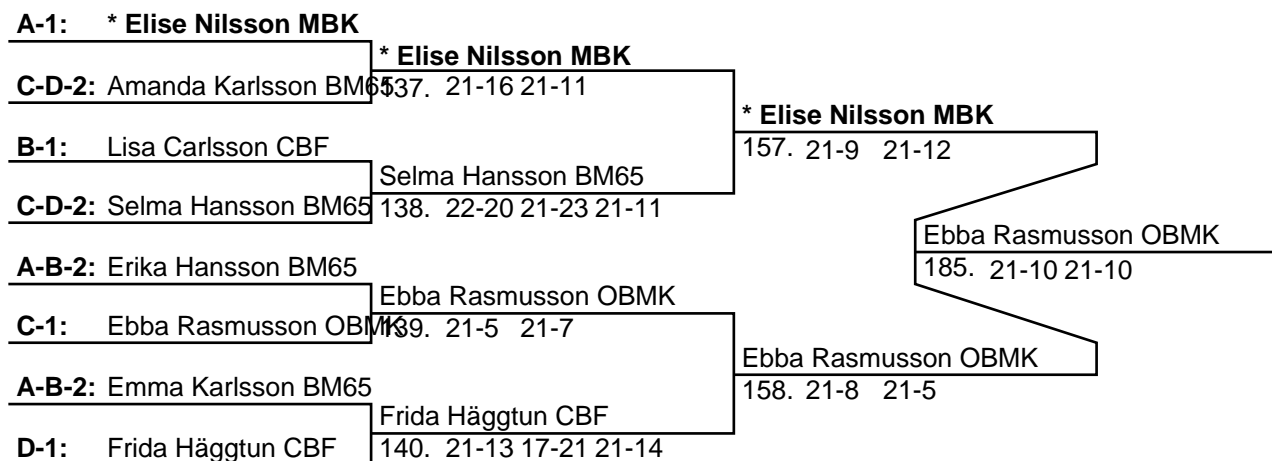 A-1: * Elise Nilsson MBK
* Elise Nilsson MBK
C-D-2: Amanda Karlsson BM65
137. 21-16 21-11
* Elise Nilsson MBK
B-1: Lisa Carlsson CBF
157. 21-9 21-12
Selma Hansson BM65
C-D-2: Selma Hansson BM65
138. 22-20 21-23 21-11
Ebba Rasmusson OBMK
A-B-2: Erika Hansson BM65
185. 21-10 21-10
Ebba Rasmusson OBMK
C-1: Ebba Rasmusson OBMK
139. 21-5 21-7
Ebba Rasmusson OBMK
A-B-2: Emma Karlsson BM65
158. 21-8 21-5
Frida Häggtun CBF
D-1: Frida Häggtun CBF
140. 21-13 17-21 21-14